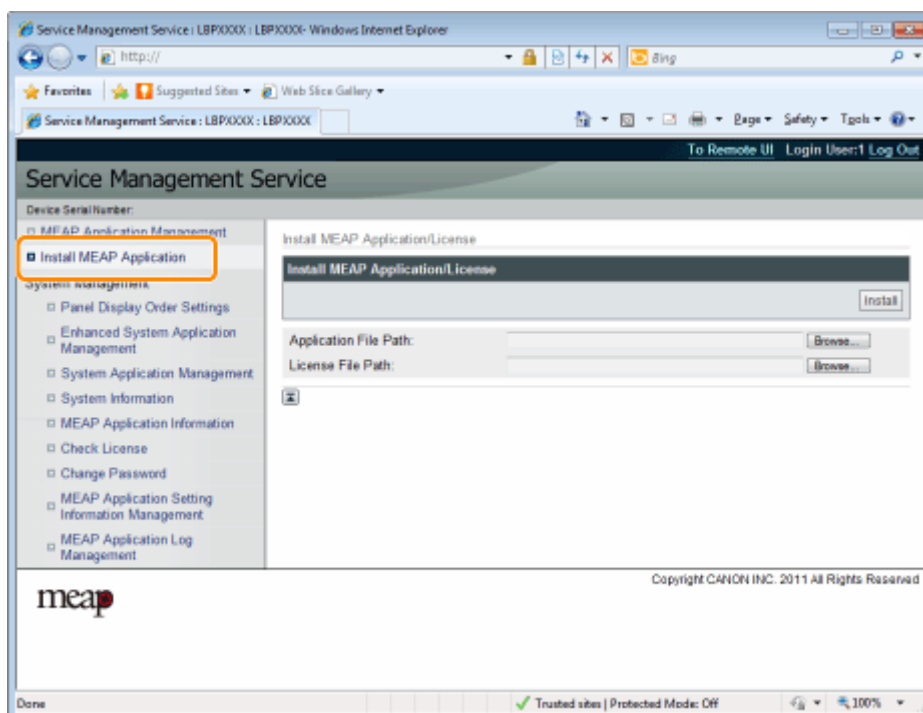 Service Management Service : LBPXXXX : LBPXXXX- Windows Internet Explorer
http://
Bing
Favorites
Suggested Sites
Web Slice Gallery
Service Management Service : LBPXXXX : LBPXXXX
Page
Safety
Tools
To Remote UI Login User:1 Log Out
Service Management Service
Device Serial Number:
MEAP Application Management
Install MEAP Application
System Management
Panel Display Order Settings
Enhanced System Application
Management
System Application Management
System Information
MEAP Application Information
Check License
Change Password
MEAP Application Setting
Information Management
MEAP Application Log
Management
Install MEAP Application/License
Install MEAP Application/License
Install
Application File Path:
Browse...
License File Path:
Browse...
Copyright CANON INC. 2011 All Rights Reserved
meap
Done
Trusted sites | Protected Mode: Off
100%